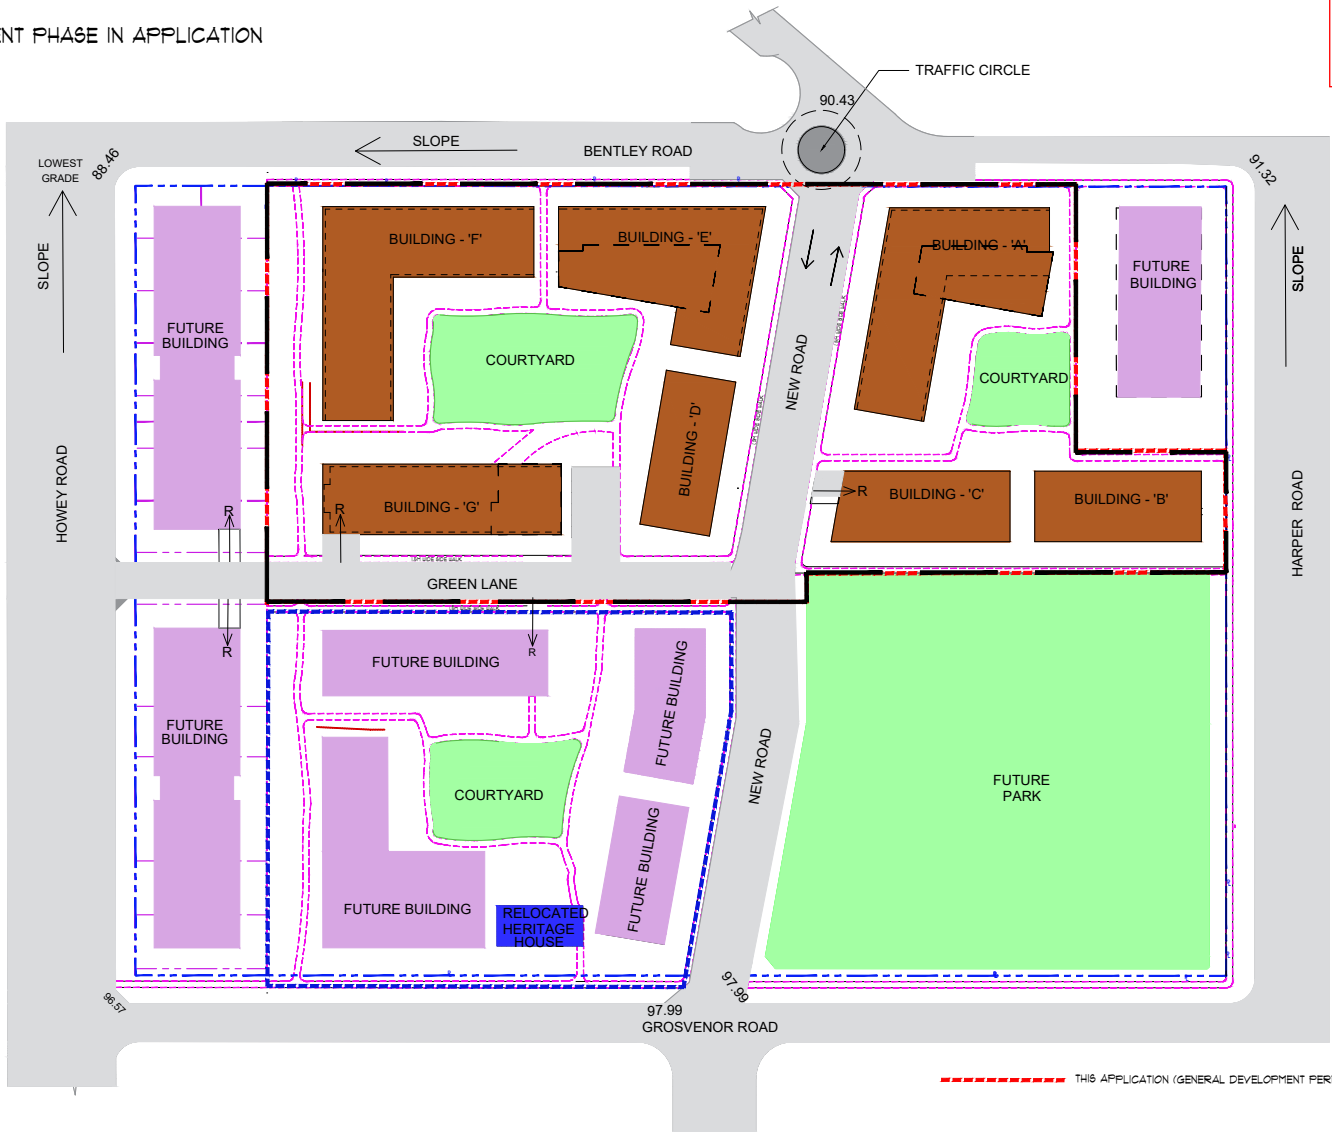 NT PHASE IN APPLICATION
TRAFFIC CIRCLE
90.43
SLOPE
BENTLEY ROAD
LOWEST
GRADE
88.46
91.32
SLOPE
BUILDING - 'F'
BUILDING - 'E'
BUILDING - 'A'
FUTURE
BUILDING
SLOPE
FUTURE
BUILDING
COURTYARD
NEW ROAD
COURTYARD
BUILDING - 'D'
HOWEY ROAD
R
R
BUILDING - 'G'
R
BUILDING - 'C'
BUILDING - 'B'
HARPER ROAD
GREEN LANE
R
R
FUTURE BUILDING
FUTURE BUILDING
FUTURE
BUILDING
NEW ROAD
COURTYARD
FUTURE
PARK
FUTURE BUILDING
FUTURE BUILDING
RELOCATED
HERITAGE
HOUSE
96.57
97.99
97.99
GROSVENOR ROAD
THIS APPLICATION (GENERAL DEVELOPMENT PER